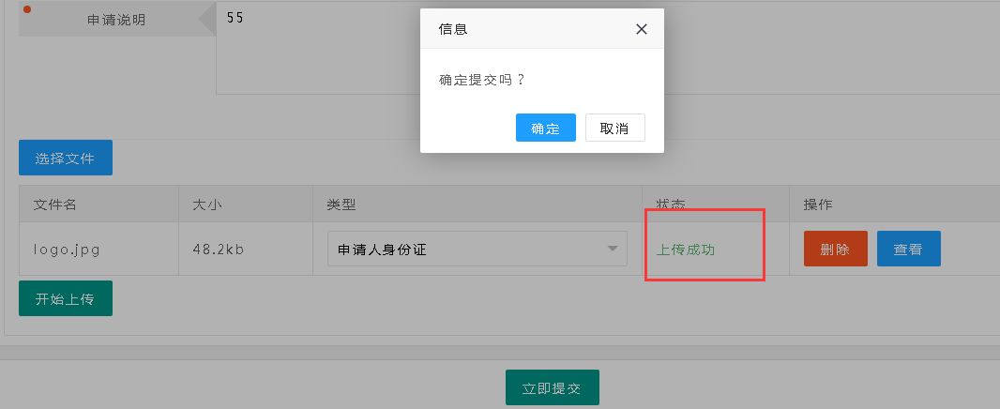 申请说明
55
信息
确定提交吗？
确定
取消
选择文件
文件名 大小 类型 状态 操作
logo.jpg 48.2kb 申请人身份证 上传成功 删除 查看
开始上传
立即提交